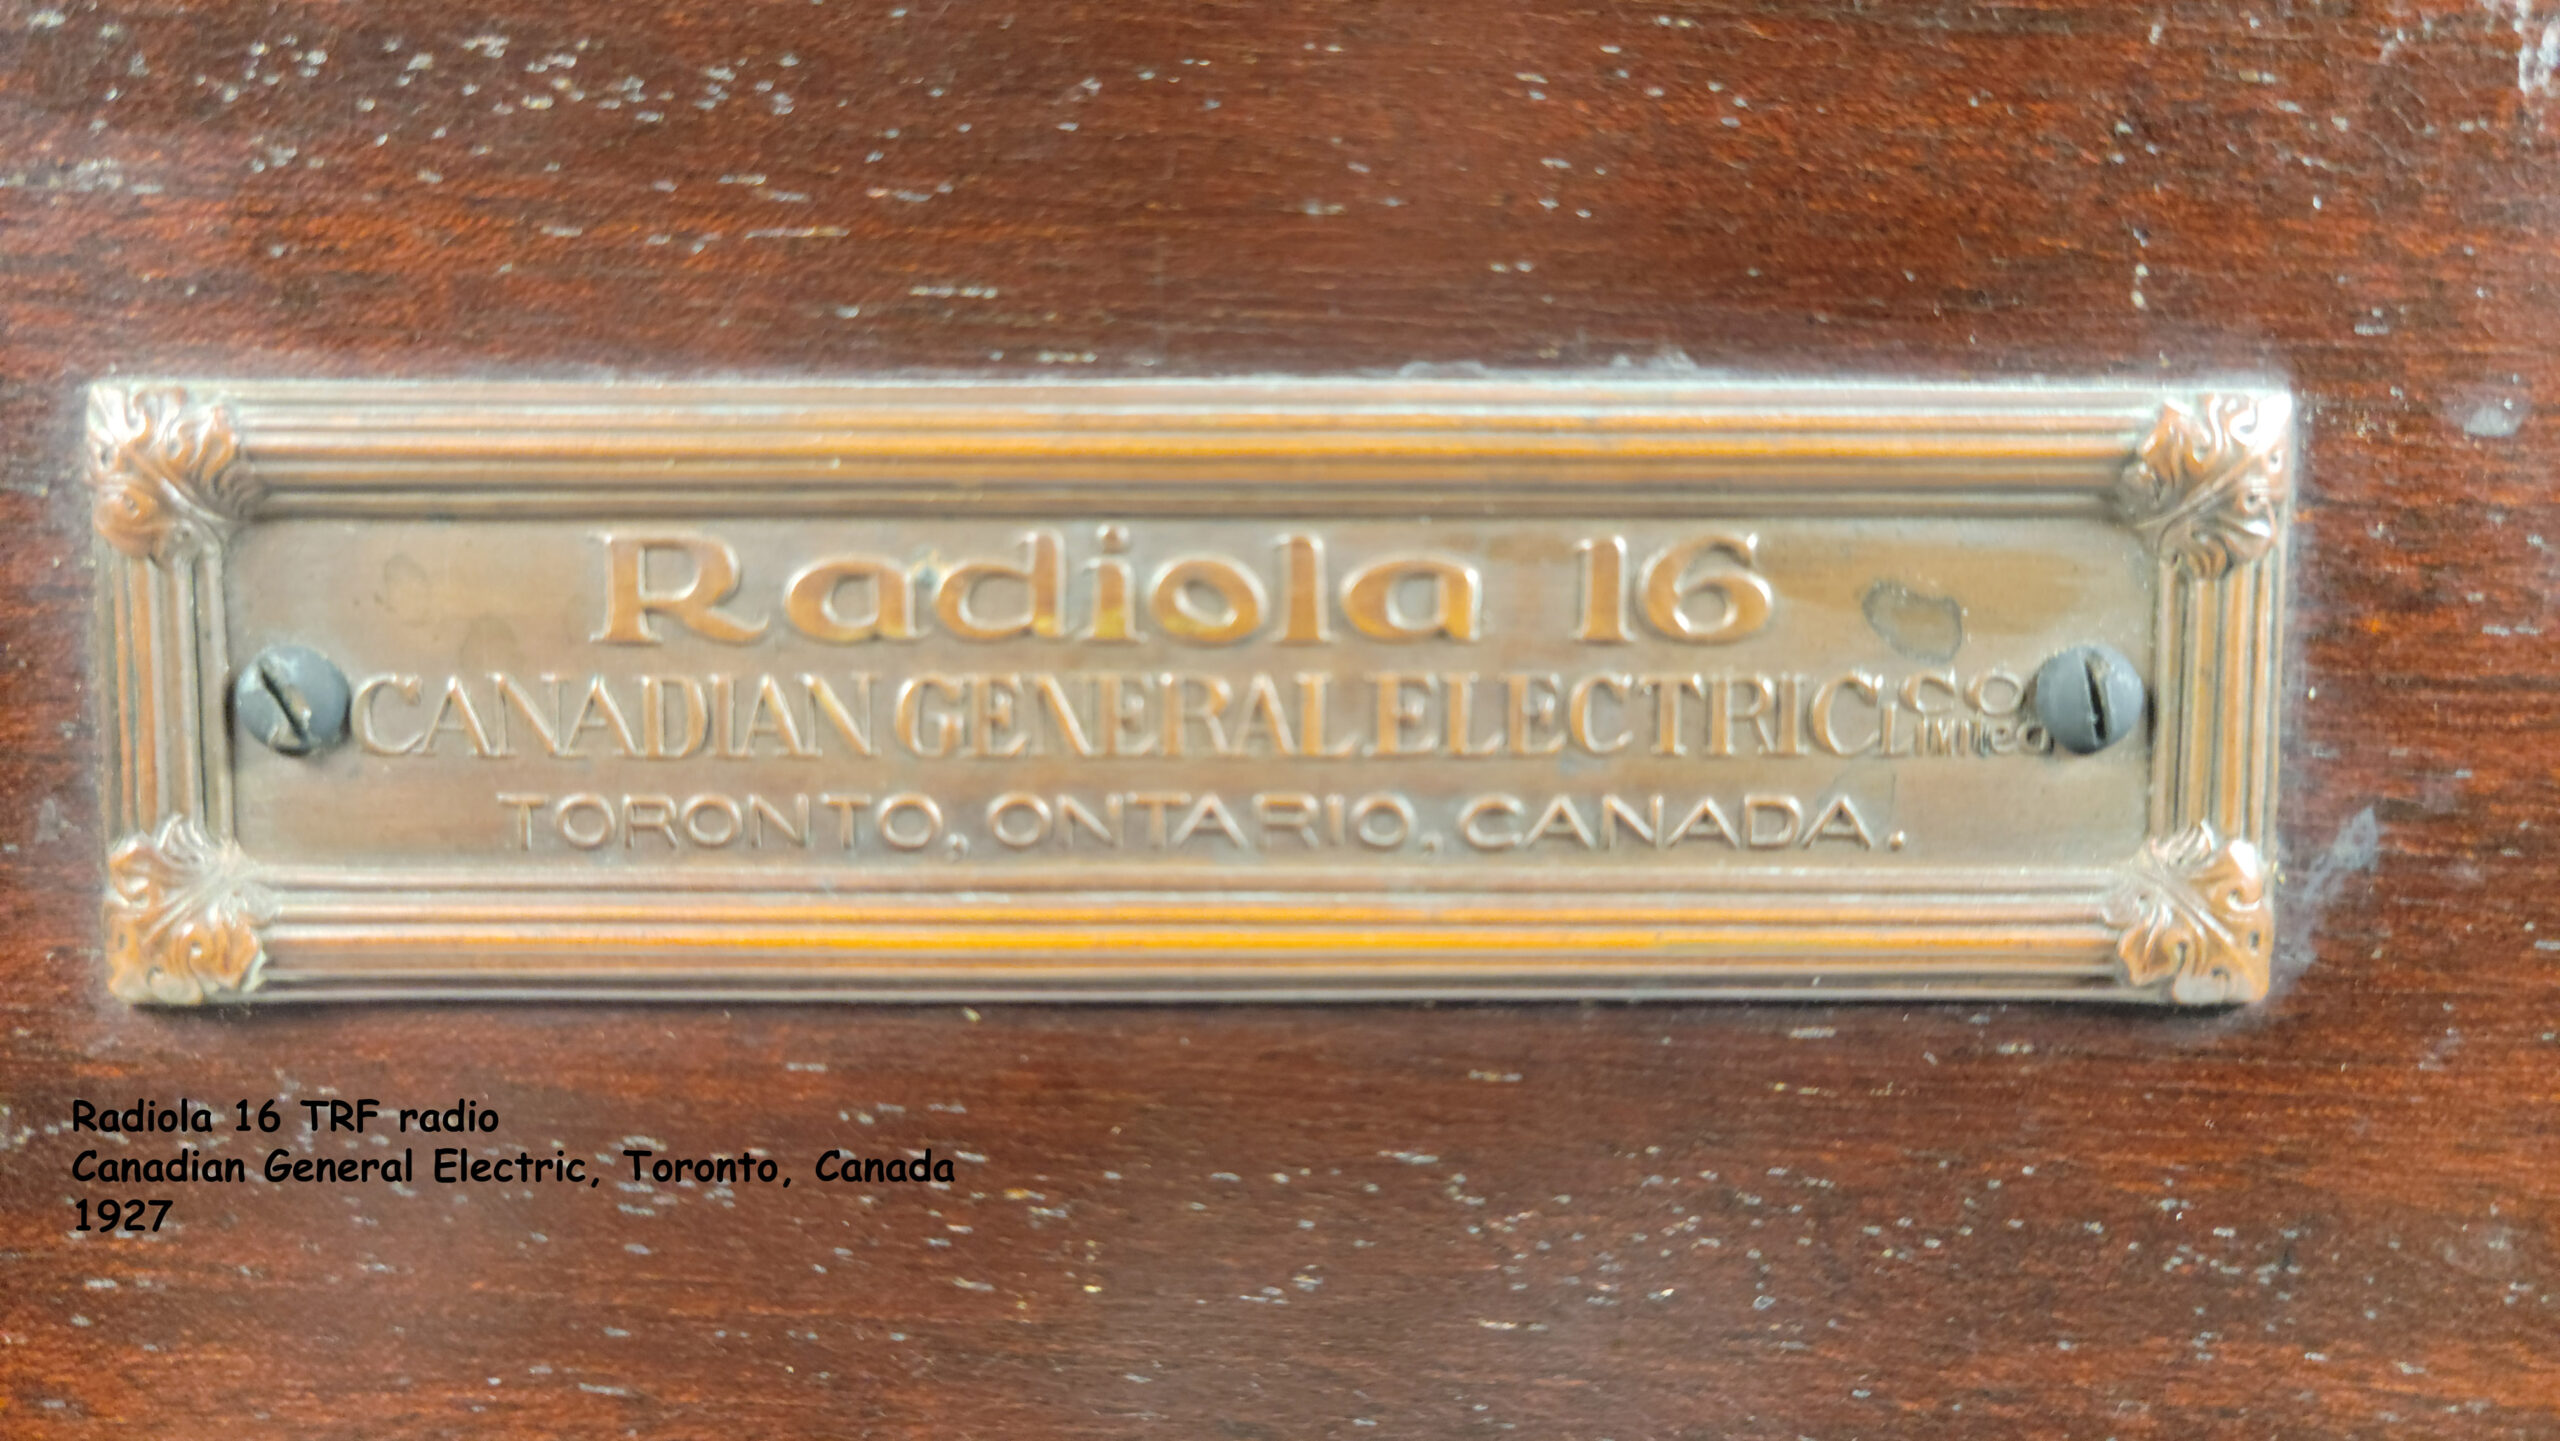 Radiola 16
CANADIAN GENERAL ELECTRIC CO. LIMITED
TORONTO, ONTARIO, CANADA.
Radiola 16 TRF radio
Canadian General Electric, Toronto, Canada
1927